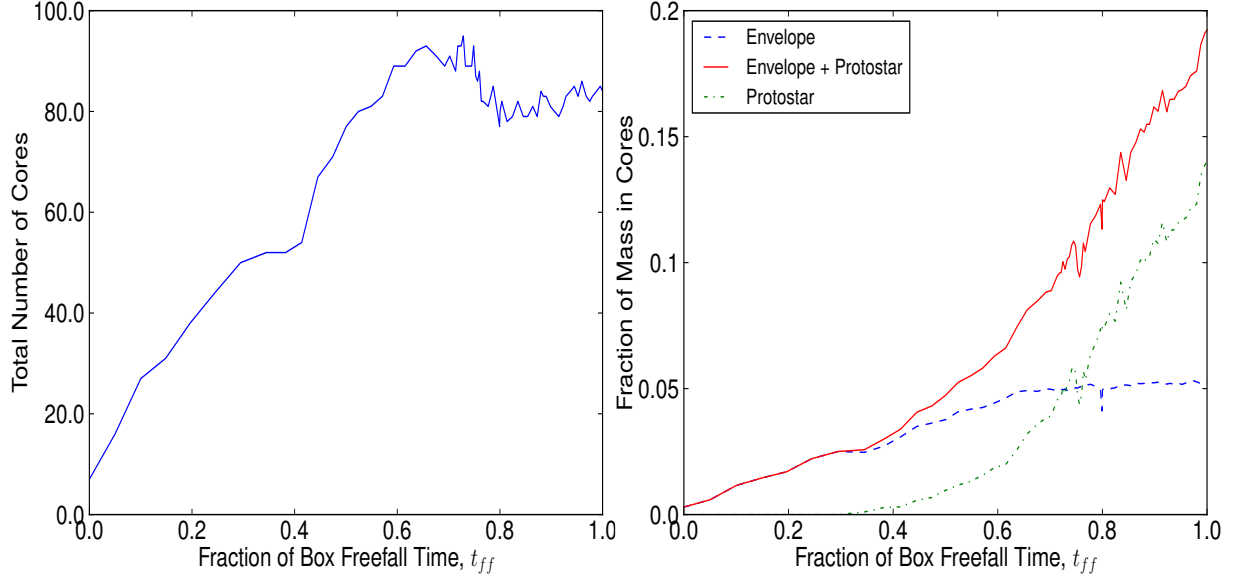 100.0
80.0
60.0
40.0
20.0
0.0
0.0 0.2 0.4 0.6 0.8 1.0
Total Number of Cores
Fraction of Box Freefall Time, t_ff
0.2
0.15
0.1
0.05
0.0
0.0 0.2 0.4 0.6 0.8 1.0
Fraction of Mass in Cores
Fraction of Box Freefall Time, t_ff
Envelope
Envelope + Protostar
Protostar